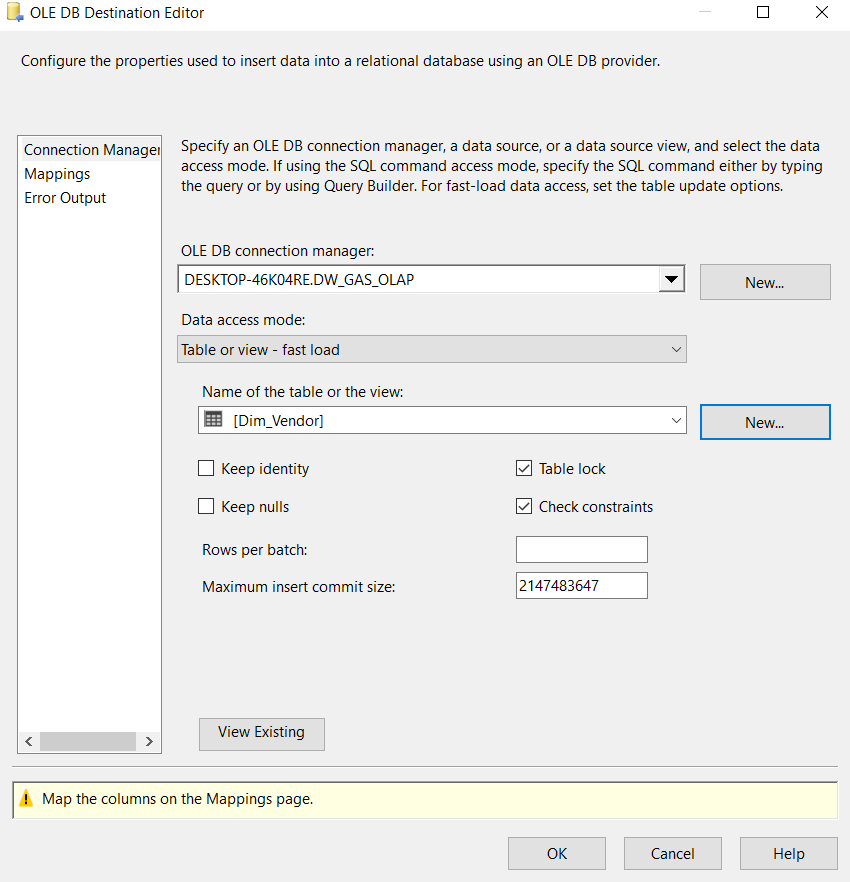 OLE DB Destination Editor
Configure the properties used to insert data into a relational database using an OLE DB provider.
Connection Manager
Mappings
Error Output
Specify an OLE DB connection manager, a data source, or a data source view, and select the data
access mode. If using the SQL command access mode, specify the SQL command either by typing
the query or by using Query Builder. For fast-load data access, set the table update options.
OLE DB connection manager:
DESKTOP-46K04RE.DW_GAS_OLAP
New...
Data access mode:
Table or view - fast load
Name of the table or the view:
[Dim_Vendor]
New...
Keep identity
Table lock
Keep nulls
Check constraints
Rows per batch:
Maximum insert commit size:
2147483647
View Existing
Map the columns on the Mappings page.
OK
Cancel
Help